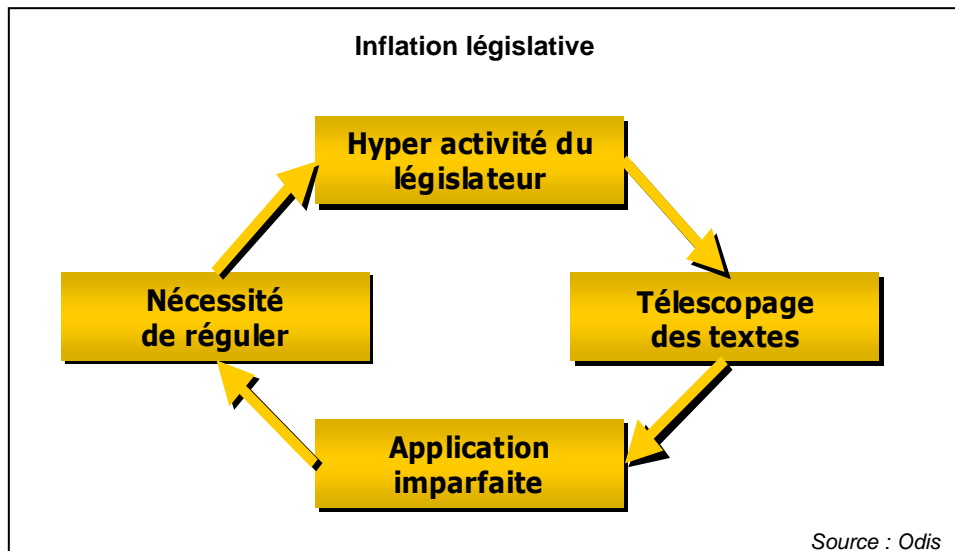 Inflation législative
Hyper activité du
législateur
Nécessité
de réguler
Télescopage
des textes
Application
imparfaite
Source : Odis